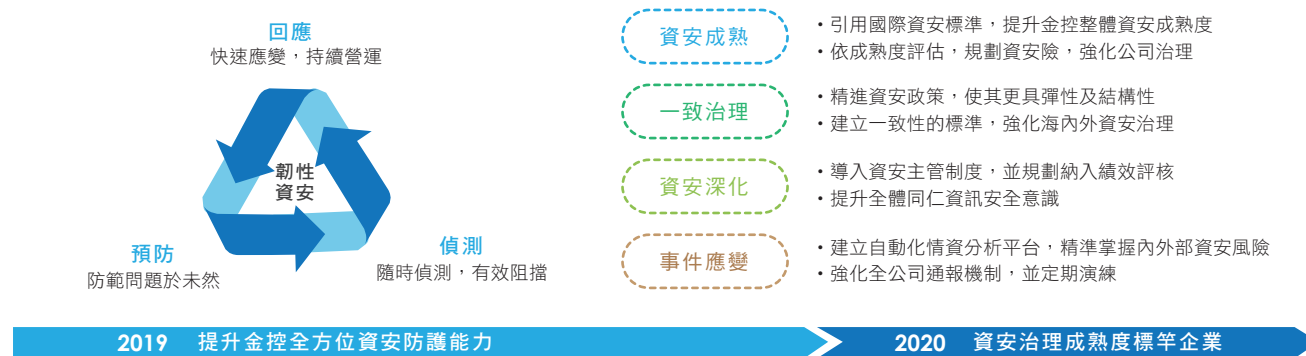 回應
快速應變，持續營運
韌性
資安
預防
防範問題於未然
偵測
隨時偵測，有效阻擋
資安成熟
・引用國際資安標準，提升金控整體資安成熟度
・依成熟度評估，規劃資安險，強化公司治理
一致治理
・精進資安政策，使其更具彈性及結構性
・建立一致性的標準，強化海內外資安治理
資安深化
・導入資安主管制度，並規劃納入績效評核
・提升全體同仁資訊安全意識
事件應變
・建立自動化情資分析平台，精準掌握內外部資安風險
・強化全公司通報機制，並定期演練
2019 提升金控全方位資安防護能力
2020 資安治理成熟度標竿企業